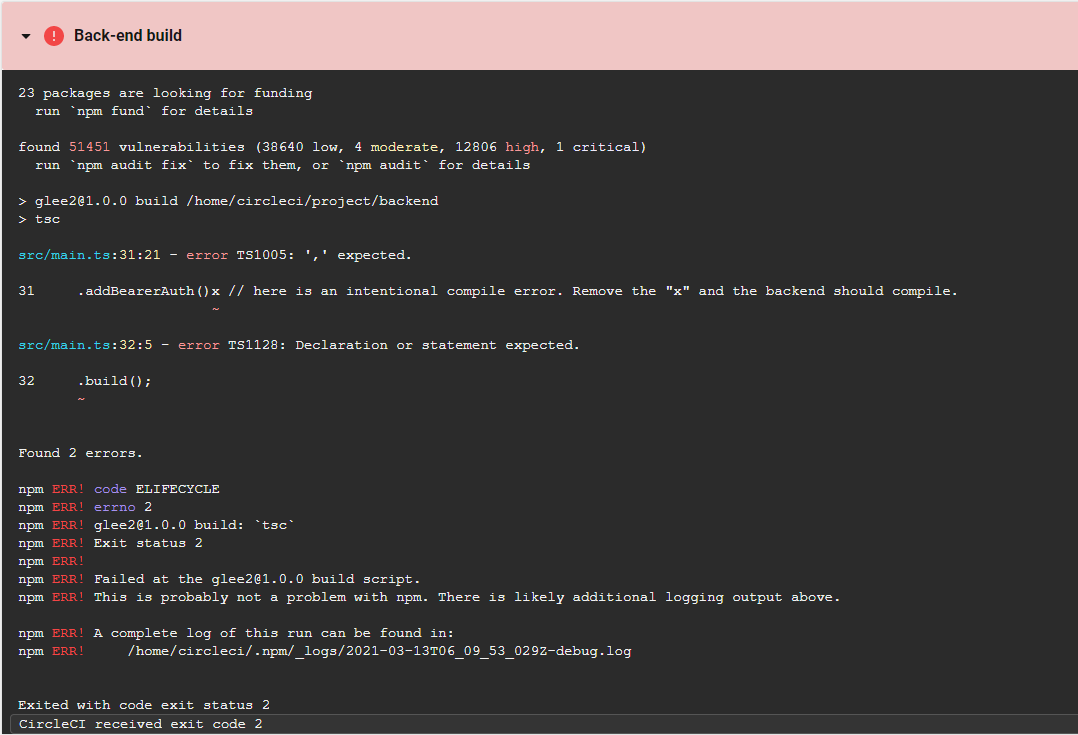 Back-end build
23 packages are looking for funding
run `npm fund` for details
found 51451 vulnerabilities (38640 low, 4 moderate, 12806 high, 1 critical)
run `npm audit fix` to fix them, or `npm audit` for details
> glee2@1.0.0 build /home/circleci/project/backend
> tsc
src/main.ts:31:21 - error TS1005: ',' expected.
31     .addBearerAuth()x // here is an intentional compile error. Remove the "x" and the backend should compile.
~
src/main.ts:32:5 - error TS1128: Declaration or statement expected.
32     .build();
~
Found 2 errors.
npm ERR! code ELIFECYCLE
npm ERR! errno 2
npm ERR! glee2@1.0.0 build: `tsc`
npm ERR! Exit status 2
npm ERR!
npm ERR! Failed at the glee2@1.0.0 build script.
npm ERR! This is probably not a problem with npm. There is likely additional logging output above.
npm ERR! A complete log of this run can be found in:
npm ERR!     /home/circleci/.npm/_logs/2021-03-13T06_09_53_029Z-debug.log
Exited with code exit status 2
CircleCI received exit code 2